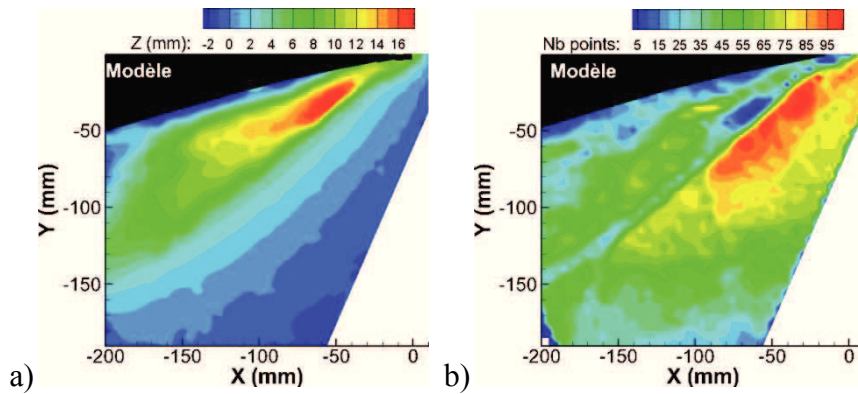 Z (mm): -2 0 2 4 6 8 10 12 14 16
Modèle
-50
-100
-150
Y (mm)
-200 -150 -100 -50 0
X (mm)
a)
Nb points: 5 15 25 35 45 55 65 75 85 95
Modèle
-50
-100
-150
Y (mm)
-200 -150 -100 -50 0
X (mm)
b)